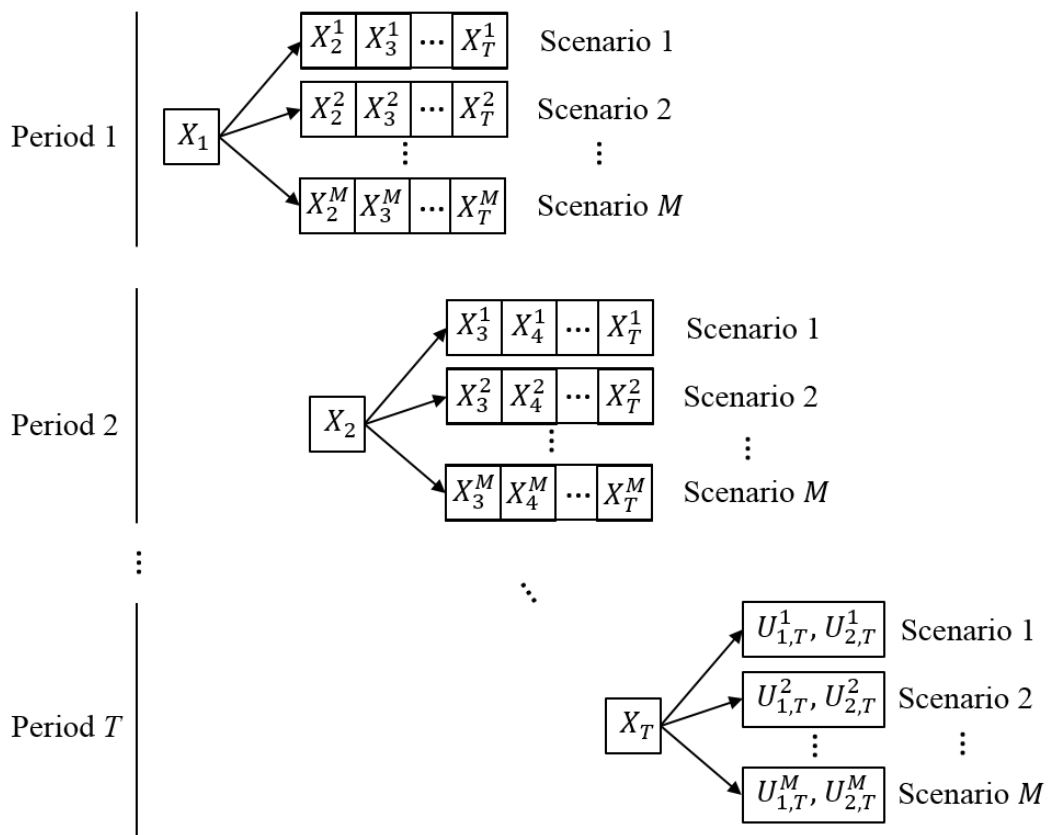 X_2^1 X_3^1 ... X_T^1 Scenario 1
X_2^2 X_3^2 ... X_T^2 Scenario 2
Period 1 X_1
⋮ ⋮
X_2^M X_3^M ... X_T^M Scenario M
X_3^1 X_4^1 ... X_T^1 Scenario 1
X_3^2 X_4^2 ... X_T^2 Scenario 2
Period 2 X_2
⋮ ⋮
X_3^M X_4^M ... X_T^M Scenario M
⋮ ⋱
U_{1,T}^1, U_{2,T}^1 Scenario 1
U_{1,T}^2, U_{2,T}^2 Scenario 2
Period T X_T
⋮ ⋮
U_{1,T}^M, U_{2,T}^M Scenario M